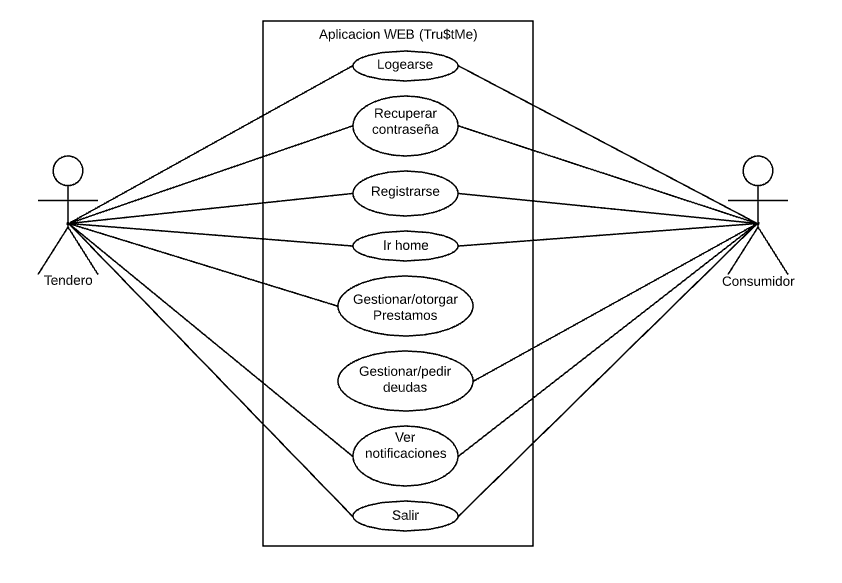 Aplicacion WEB (Tru$tMe)
Logearse
Recuperar
contraseña
Registrarse
Ir home
Tendero
Consumidor
Gestionar/otorgar
Prestamos
Gestionar/pedir
deudas
Ver
notificaciones
Salir